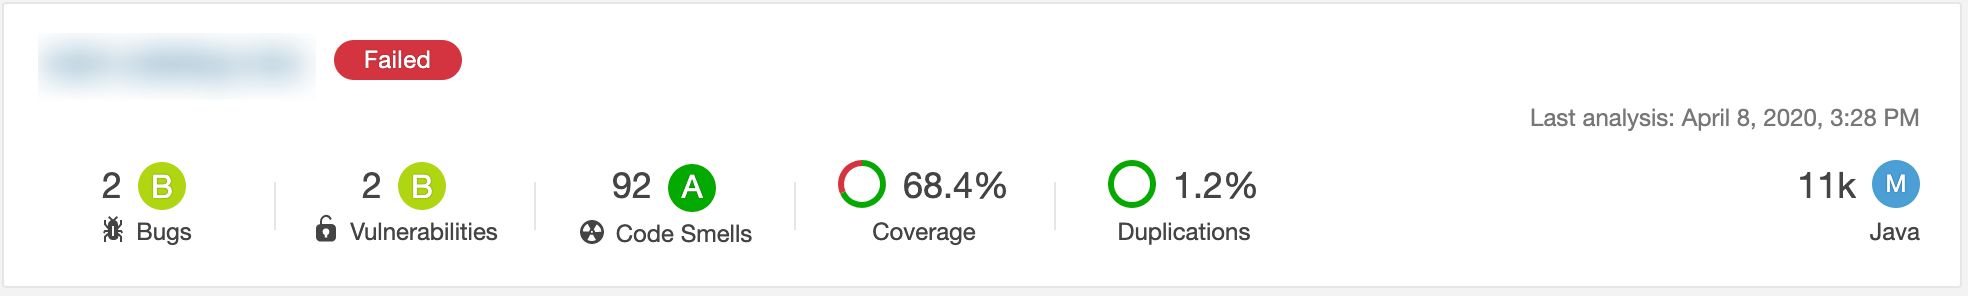 Failed
Last analysis: April 8, 2020, 3:28 PM
2 B 2 B 92 A 68.4% 1.2% 11k M
Bugs Vulnerabilities Code Smells Coverage Duplications Java